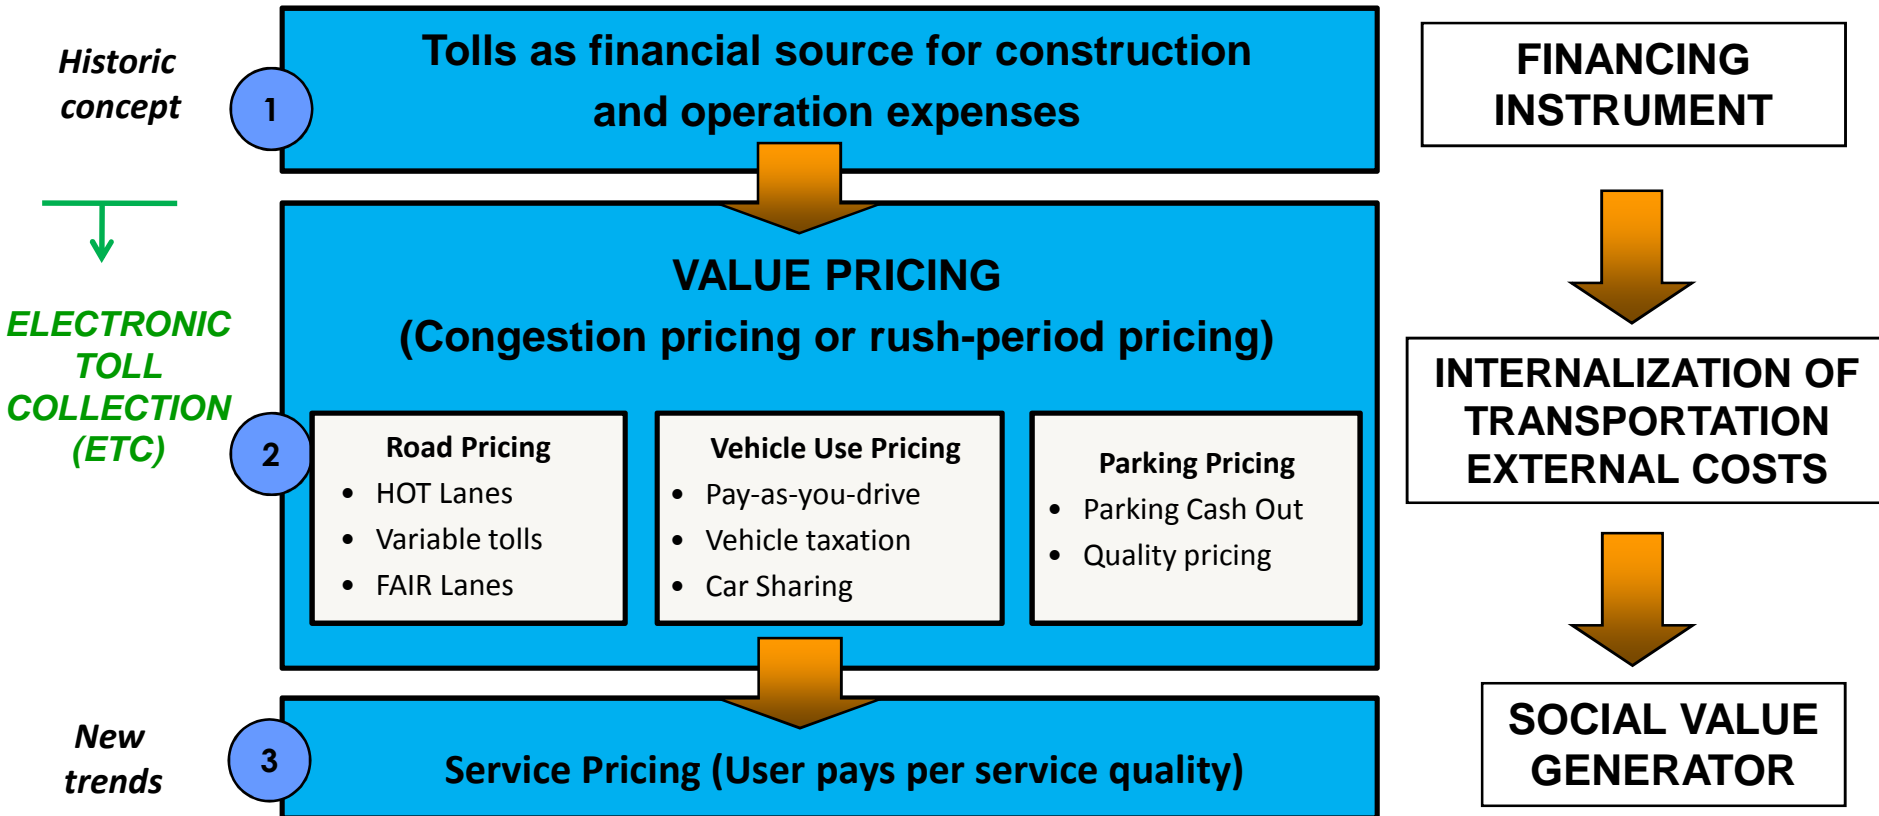 Historic
concept
1
Tolls as financial source for construction
and operation expenses
FINANCING
INSTRUMENT
ELECTRONIC
TOLL
COLLECTION
(ETC)
2
VALUE PRICING
(Congestion pricing or rush-period pricing)
Road Pricing
• HOT Lanes
• Variable tolls
• FAIR Lanes
Vehicle Use Pricing
• Pay-as-you-drive
• Vehicle taxation
• Car Sharing
Parking Pricing
• Parking Cash Out
• Quality pricing
INTERNALIZATION OF
TRANSPORTATION
EXTERNAL COSTS
New
trends
3
Service Pricing (User pays per service quality)
SOCIAL VALUE
GENERATOR